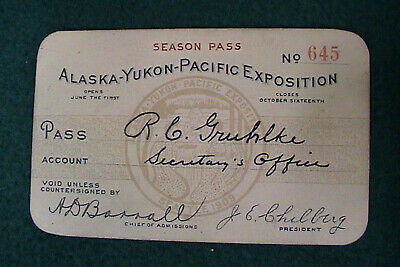 SEASON PASS
No 645
ALASKA-YUKON-PACIFIC EXPOSITION
OPENS JUNE THE FIRST
CLOSES OCTOBER SIXTEENTH
PASS R. C. Gruhlke
ACCOUNT Secretary's Office
VOID UNLESS COUNTERSIGNED BY
A D Barrall
CHIEF OF ADMISSIONS
J. E. Chilberg
PRESIDENT